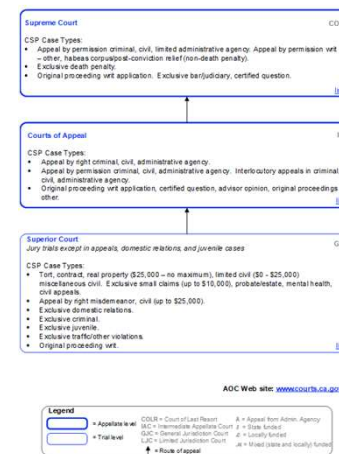 Supreme Court
CSP Case Types:
• Appeal by permission criminal, civil, limited administrative agency. Appeal by permission writ
– other, habeas corpus/post-conviction relief (non-death penalty).
• Exclusive death penalty.
• Original proceeding writ application. Exclusive bar/judiciary, certified question.
Courts of Appeal
CSP Case Types:
• Appeal by right criminal, civil, administrative agency.
• Appeal by permission criminal, civil, administrative agency. Interlocutory appeals in criminal
civil, administrative agency.
• Original proceeding writ application, certified question, advisor opinion, original proceedings
other.
Superior Court
Jury trials except in appeals, domestic relations, and juvenile cases
CSP Case Types:
• Tort, contract, real property ($25,000 – no maximum), limited civil ($0 - $25,000)
miscellaneous civil. Exclusive small claims (up to $10,000), probate/estate, mental health,
civil appeals.
• Appeal by right misdemeanor, civil (up to $25,000).
• Exclusive domestic relations.
• Exclusive criminal.
• Exclusive juvenile.
• Exclusive traffic/other violations.
• Original proceeding writ.
AOC Web site: www.courts.ca.gov
Legend
= Appellate level
= Trial level
COLR = Court of Last Resort
IAC = Intermediate Appellate Court
GJC = General Jurisdiction Court
LJC = Limited Jurisdiction Court
= Route of appeal
A = Appeal from Admin. Agency
= State funded
= Locally funded
= Mixed (state and locally) funded